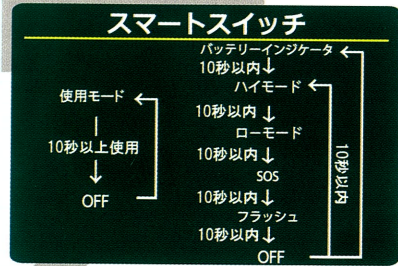 スマートスイッチ
使用モード
10秒以上使用
OFF
バッテリーインジケータ
10秒以内
ハイモード
10秒以内
ローモード
10秒以内
SOS
10秒以内
フラッシュ
10秒以内
OFF
10秒以内